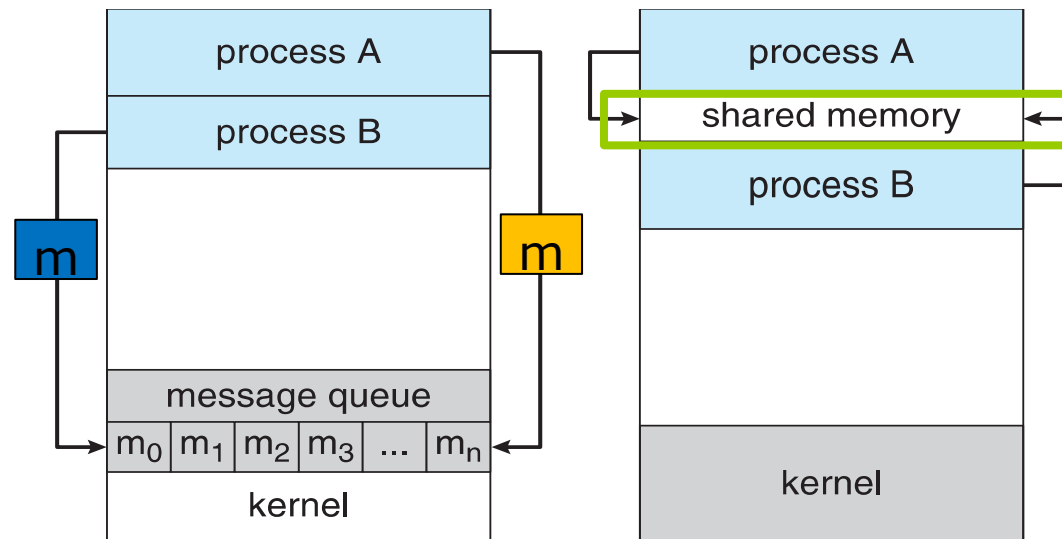 process A
process B
m
m
message queue
m₀ m₁ m₂ m₃ ... mₙ
kernel
process A
shared memory
process B
kernel